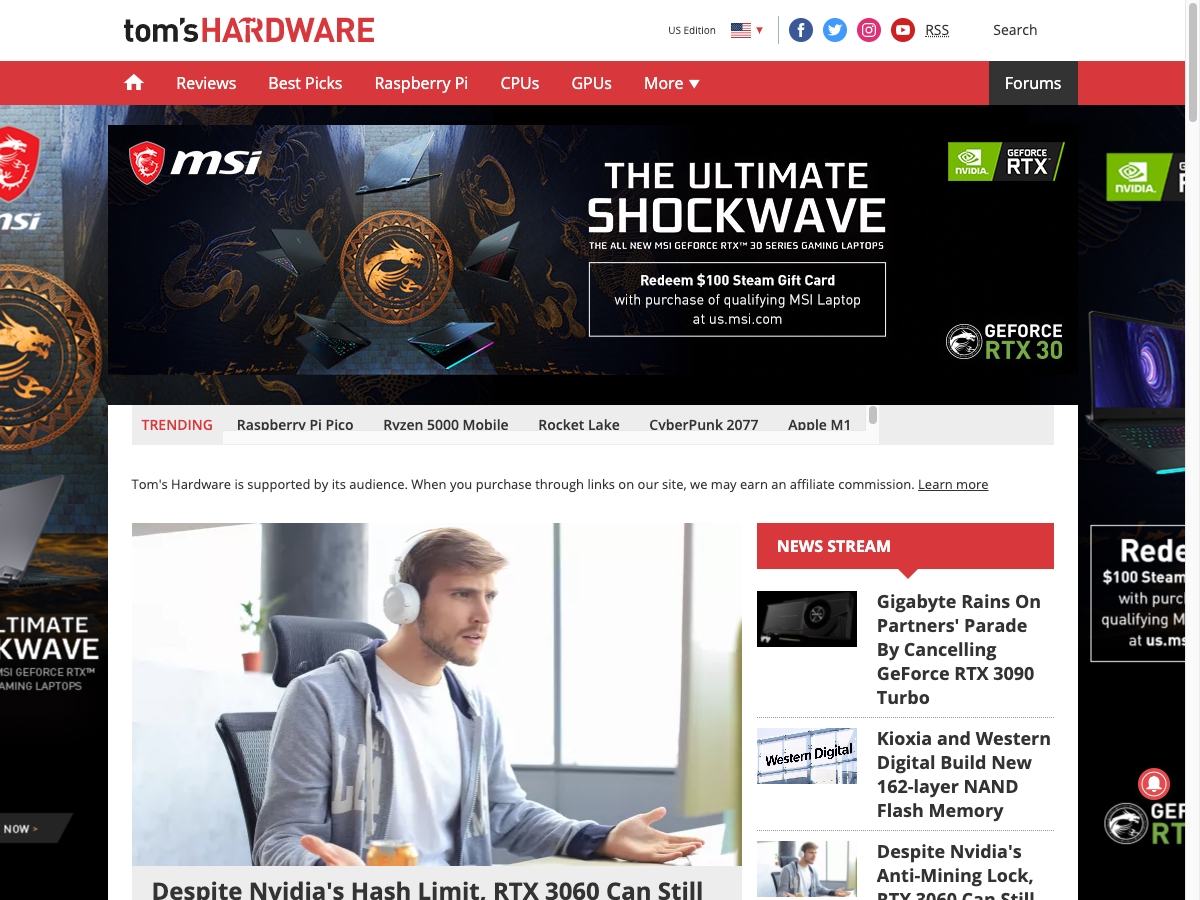 tom'sHARDWARE
US Edition
RSS
Search
Reviews
Best Picks
Raspberry Pi
CPUs
GPUs
More
Forums
msi
THE ULTIMATE
SHOCKWAVE
THE ALL NEW MSI GEFORCE RTX™ 30 SERIES GAMING LAPTOPS
Redeem $100 Steam Gift Card
with purchase of qualifying MSI Laptop
at us.msi.com
NVIDIA.
GEFORCE
RTX™
GEFORCE
RTX 30
NVIDIA.
TRENDING
Raspberry Pi Pico
Ryzen 5000 Mobile
Rocket Lake
CyberPunk 2077
Apple M1
Tom's Hardware is supported by its audience. When you purchase through links on our site, we may earn an affiliate commission. Learn more
NEWS STREAM
Gigabyte Rains On
Partners' Parade
By Cancelling
GeForce RTX 3090
Turbo
Western Digital
Kioxia and Western
Digital Build New
162-layer NAND
Flash Memory
Despite Nvidia's
Anti-Mining Lock,
RTX 3060 Can Still
Despite Nvidia's Hash Limit, RTX 3060 Can Still
msi
LTIMATE
KWAVE
MSI GEFORCE RTX™
AMING LAPTOPS
NOW >
Rede
$100 Steam
with purc
qualifying M
at us.ms
GEF
RT